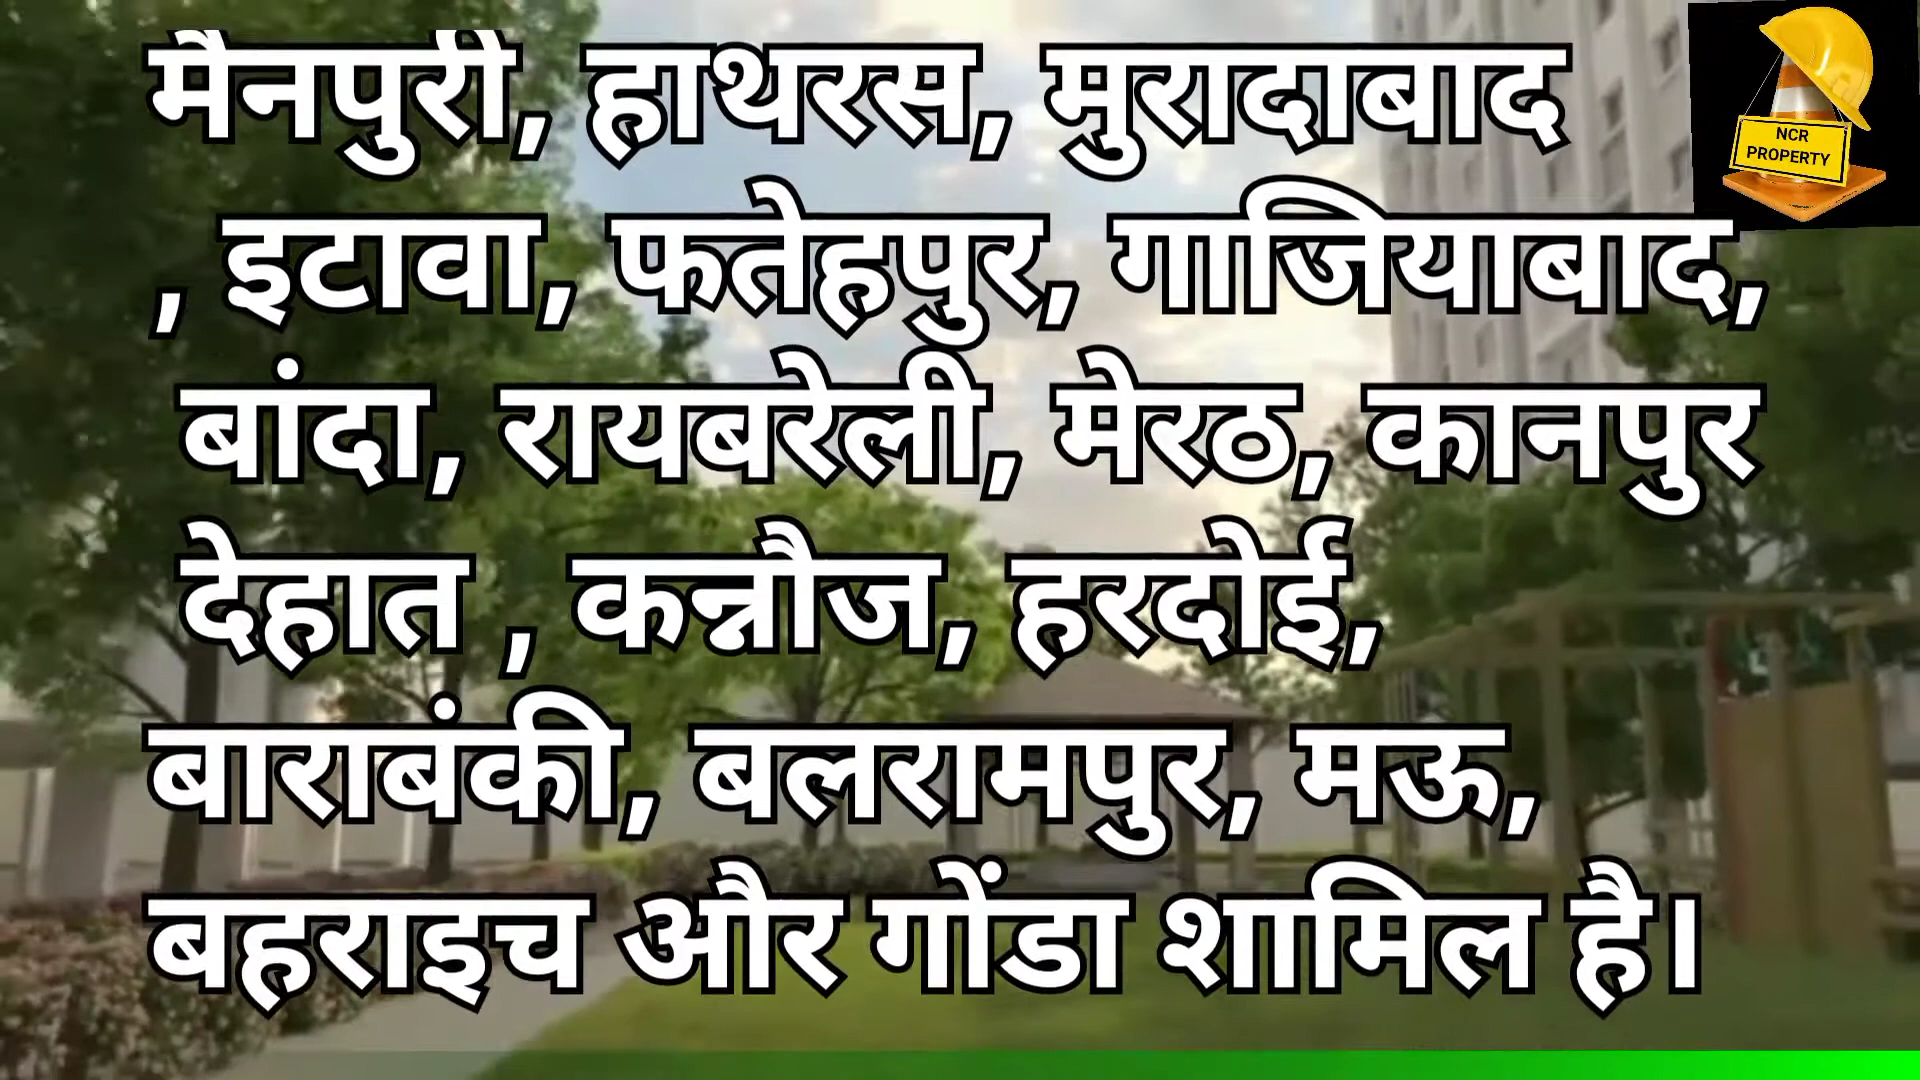 मैनपुरी, हाथरस, मुरादाबाद
, इटावा, फतेहपुर, गाजियाबाद,
बांदा, रायबरेली, मेरठ, कानपुर
देहात , कन्नौज, हरदोई,
बाराबंकी, बलरामपुर, मऊ,
बहराइच और गोंडा शामिल है।
NCR
PROPERTY